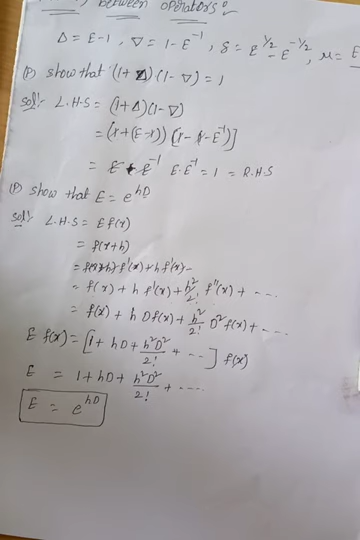 between operators:
Δ = E-1, ∇ = 1-E⁻¹, δ = E^{1/2} - E^{-1/2}, μ = E
(P) show that (1+Δ)(1-∇) = 1
sol:- L.H.S = (1+Δ)(1-∇)
= (1+(E-1)) (1-(1-E⁻¹)]
= E·E⁻¹ = 1 = R.H.S
(P) show that E = e^{hD}
sol:- L.H.S = E f(x)
= f(x+h)
= f(x) + h f'(x) + h²/2! f''(x) + ----
= f(x) + h Df(x) + h²/2! D²f(x) + ----
E f(x) = [1+hD+h²D²/2! + --] f(x)
E = 1+hD+h²D²/2! + ----
E = e^{hD}